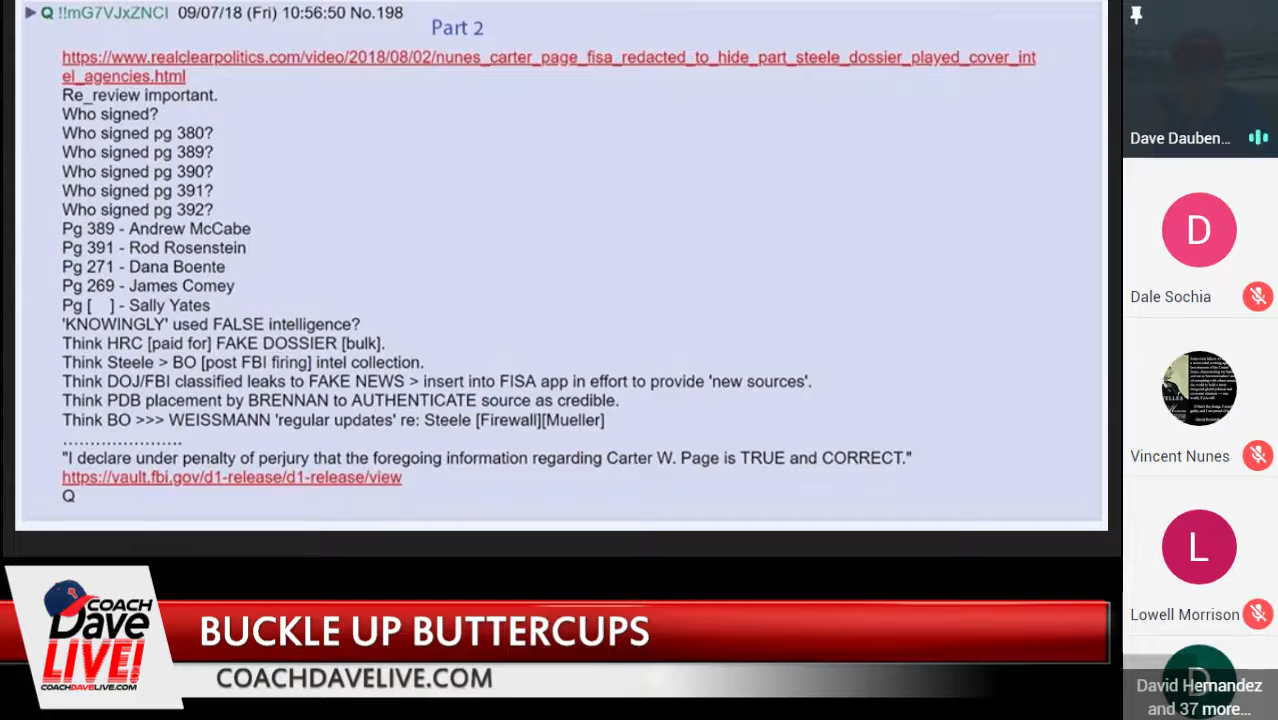 Q !!mG7VJxZNCI 09/07/18 (Fri) 10:56:50 No.198
Part 2
https://www.realclearpolitics.com/video/2018/08/02/nunes_carter_page_fisa_redacted_to_hide_part_steele_dossier_played_cover_int
el_agencies.html
Re_review important.
Who signed?
Who signed pg 380?
Who signed pg 389?
Who signed pg 390?
Who signed pg 391?
Who signed pg 392?
Pg 389 - Andrew McCabe
Pg 391 - Rod Rosenstein
Pg 271 - Dana Boente
Pg 269 - James Comey
Pg [    ] - Sally Yates
'KNOWINGLY' used FALSE intelligence?
Think HRC [paid for] FAKE DOSSIER [bulk].
Think Steele > BO [post FBI firing] intel collection.
Think DOJ/FBI classified leaks to FAKE NEWS > insert into FISA app in effort to provide 'new sources'.
Think PDB placement by BRENNAN to AUTHENTICATE source as credible.
Think BO >>> WEISSMANN 'regular updates' re: Steele [Firewall][Mueller]
......................
"I declare under penalty of perjury that the foregoing information regarding Carter W. Page is TRUE and CORRECT."
https://vault.fbi.gov/d1-release/d1-release/view
Q
COACH
Dave
LIVE!
COACHDAVELIVE.COM
BUCKLE UP BUTTERCUPS
COACHDAVELIVE.COM
Dave Dauben...
D
Dale Sochia
Vincent Nunes
L
Lowell Morrison
D
David Hernandez
and 37 more...